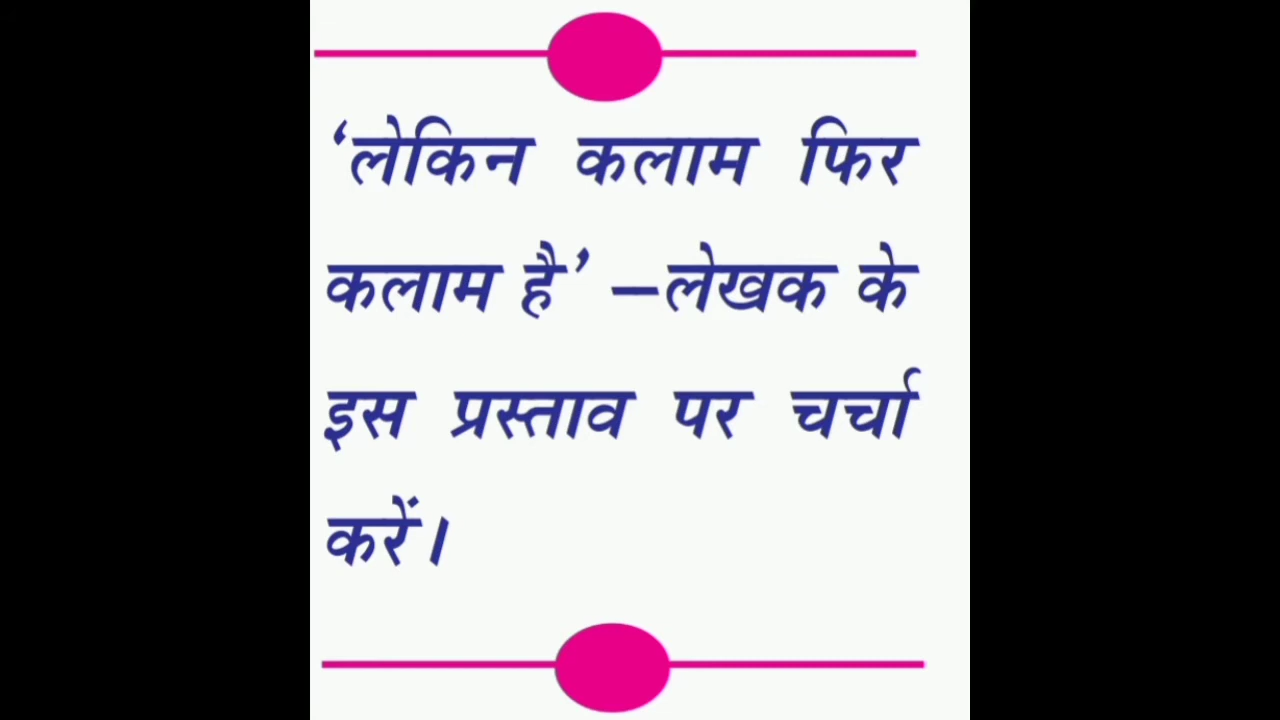 ‘लेकिन कलाम फिर
कलाम है’ –लेखक के
इस प्रस्ताव पर चर्चा
करें।